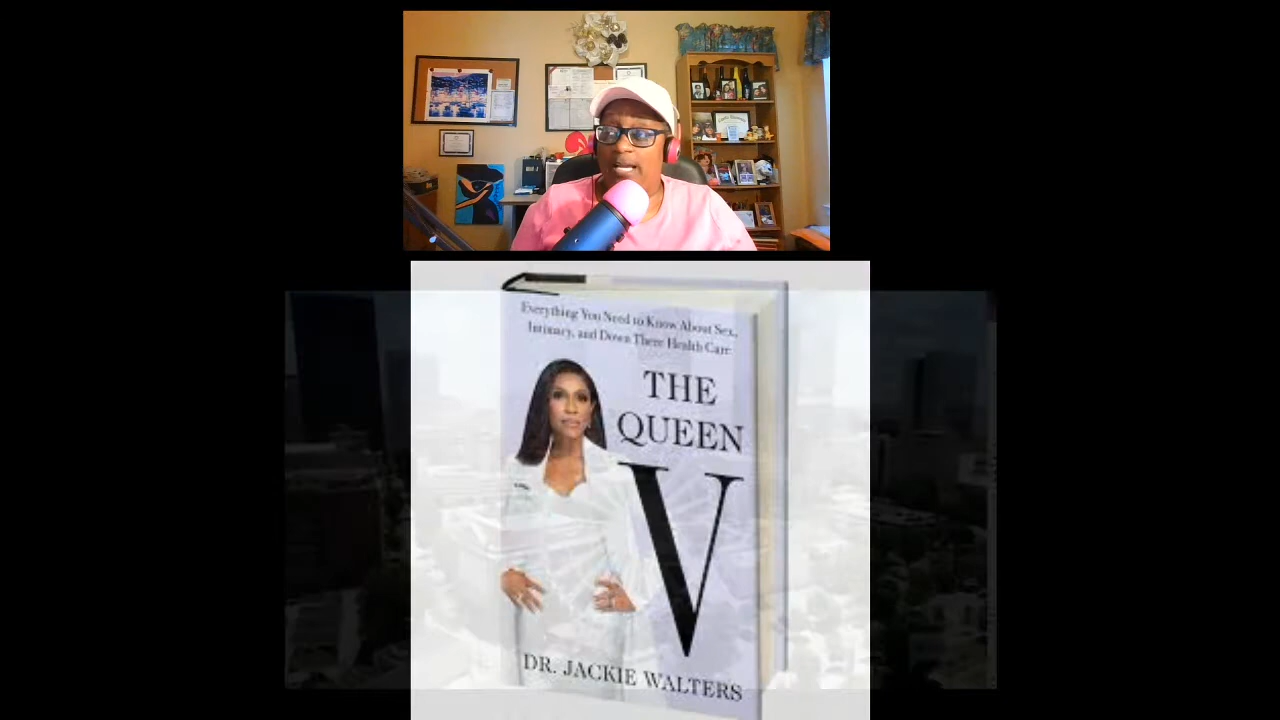 Everything You Need to Know About Sex,
Intimacy, and Down There Health Care
THE
QUEEN
V
DR. JACKIE WALTERS